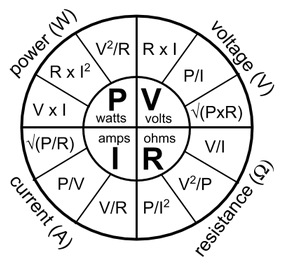 power (W)
voltage (V)
V²/R
R x I
R x I²
P/I
V x I
√(PxR)
P
watts
V
volts
amps
I
ohms
R
√(P/R)
V/I
P/V
V²/P
V/R
P/I²
current (A)
resistance (Ω)